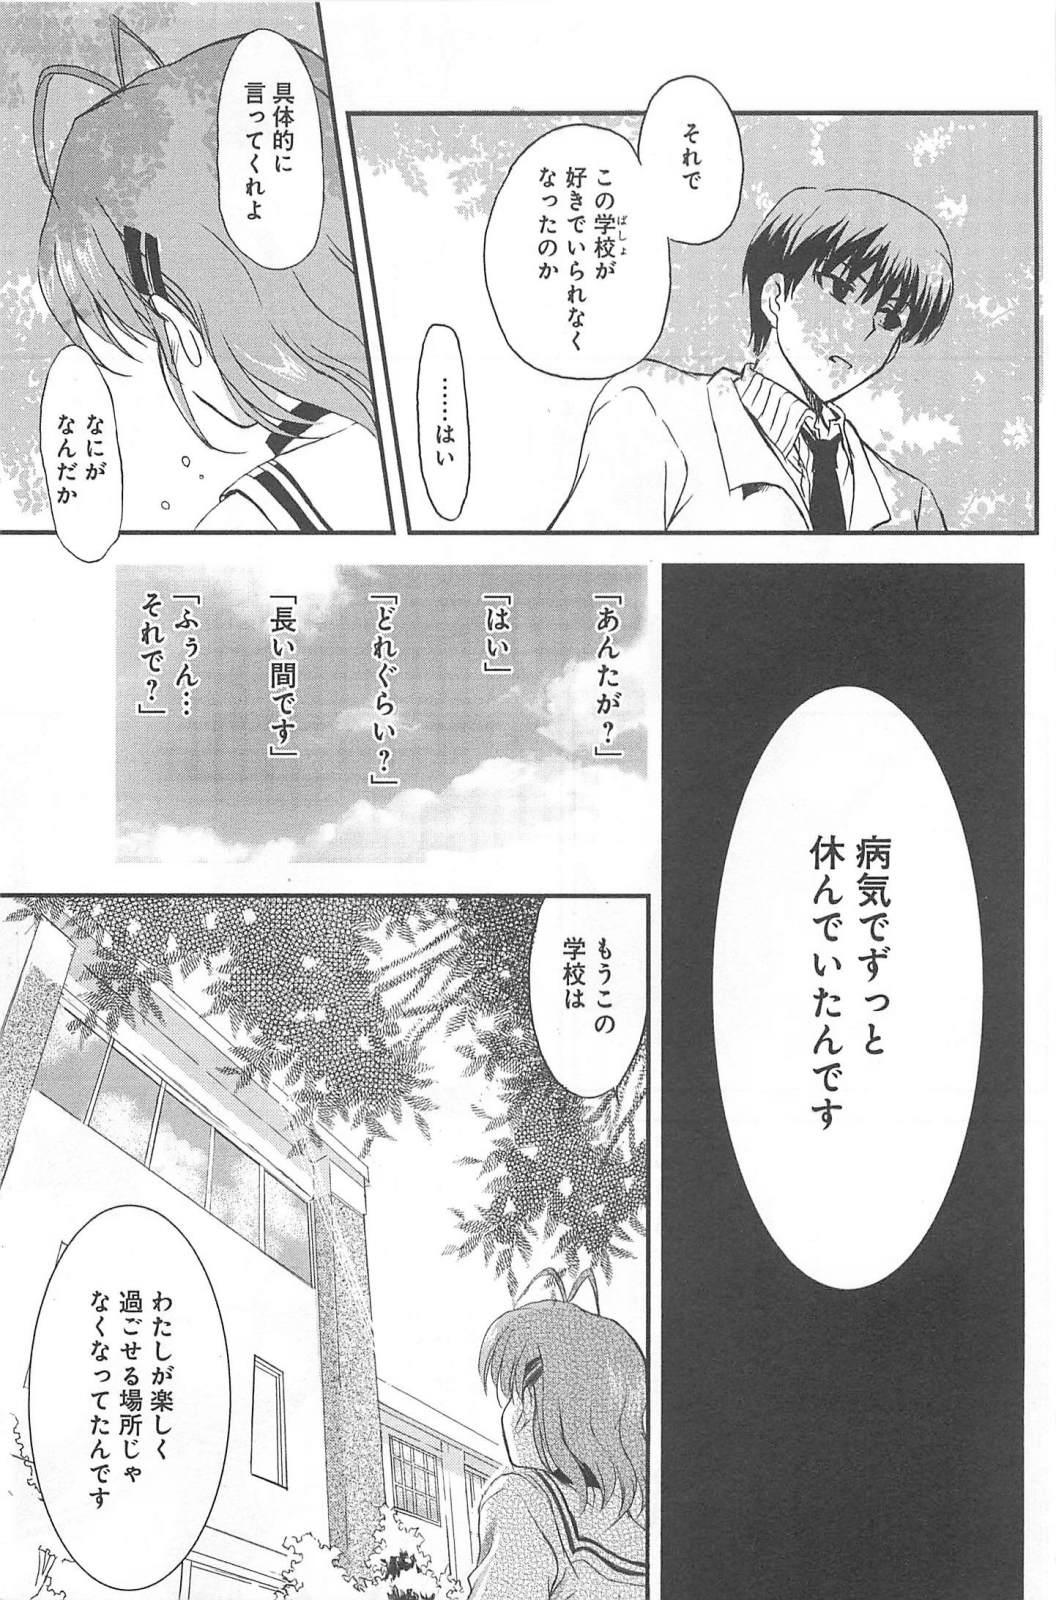 それで
この学校が
ばしょ
好きでいられなく
なったのか
………はい
具体的に
言ってくれよ
なにが
なんだか
病気でずっと
休んでいたんです
「あんたが？」
「はい」
「どれぐらい？」
「長い間です」
「ふぅん…
それで？」
もうこの
学校は
わたしが楽しく
過ごせる場所じゃ
なくなってたんです